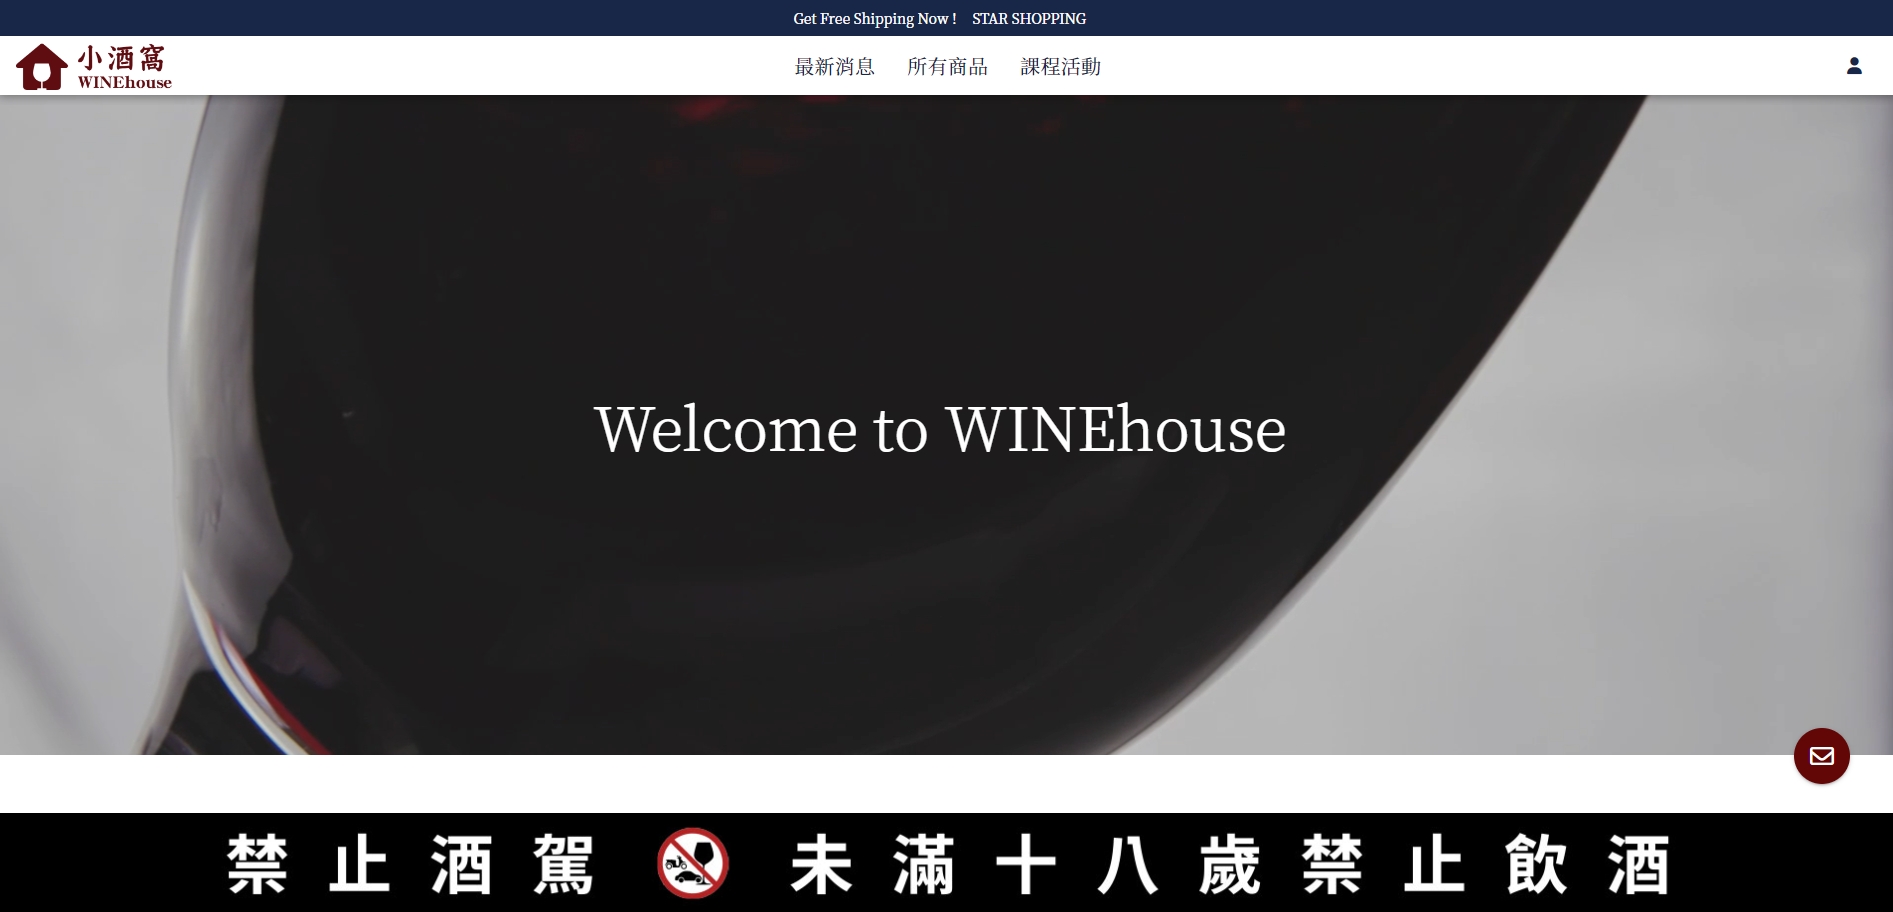 Get Free Shipping Now ! STAR SHOPPING
小酒窩
WINEhouse
最新消息 所有商品 課程活動
Welcome to WINEhouse
禁止酒駕 未滿十八歲禁止飲酒